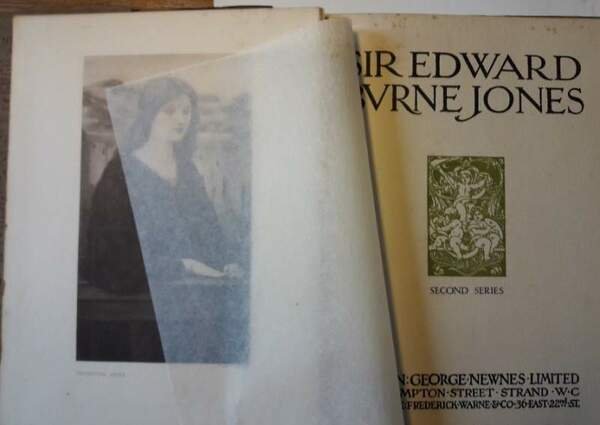 SIR EDWARD
BVRNE JONES
SECOND SERIES
N: GEORGE·NEWNES·LIMITED
MPTON·STREET·STRAND·W·C
FREDERICK·WARNE·&·CO·36·EAST·22nd·ST.